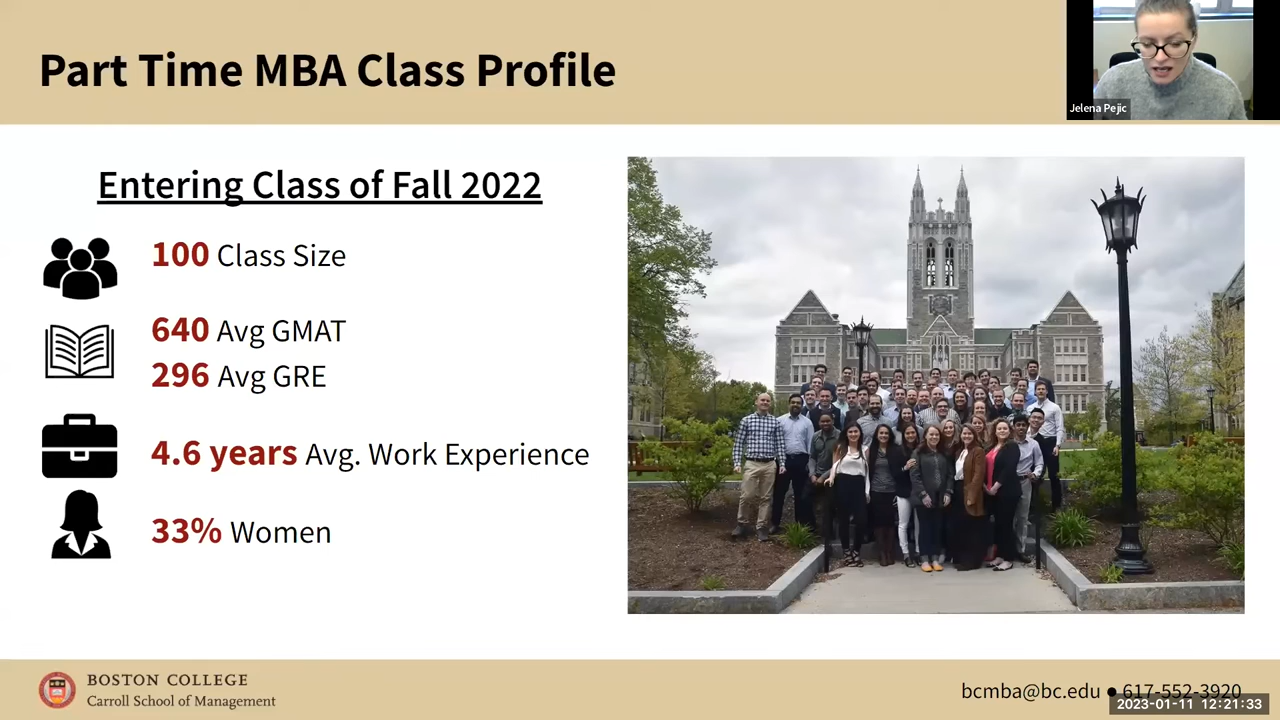 Part Time MBA Class Profile
Jelena Pejic
Entering Class of Fall 2022
100 Class Size
640 Avg GMAT
296 Avg GRE
4.6 years Avg. Work Experience
33% Women
BOSTON COLLEGE
Carroll School of Management
bcmba@bc.edu ● 617-552-3920
2023-01-11 12:21:33